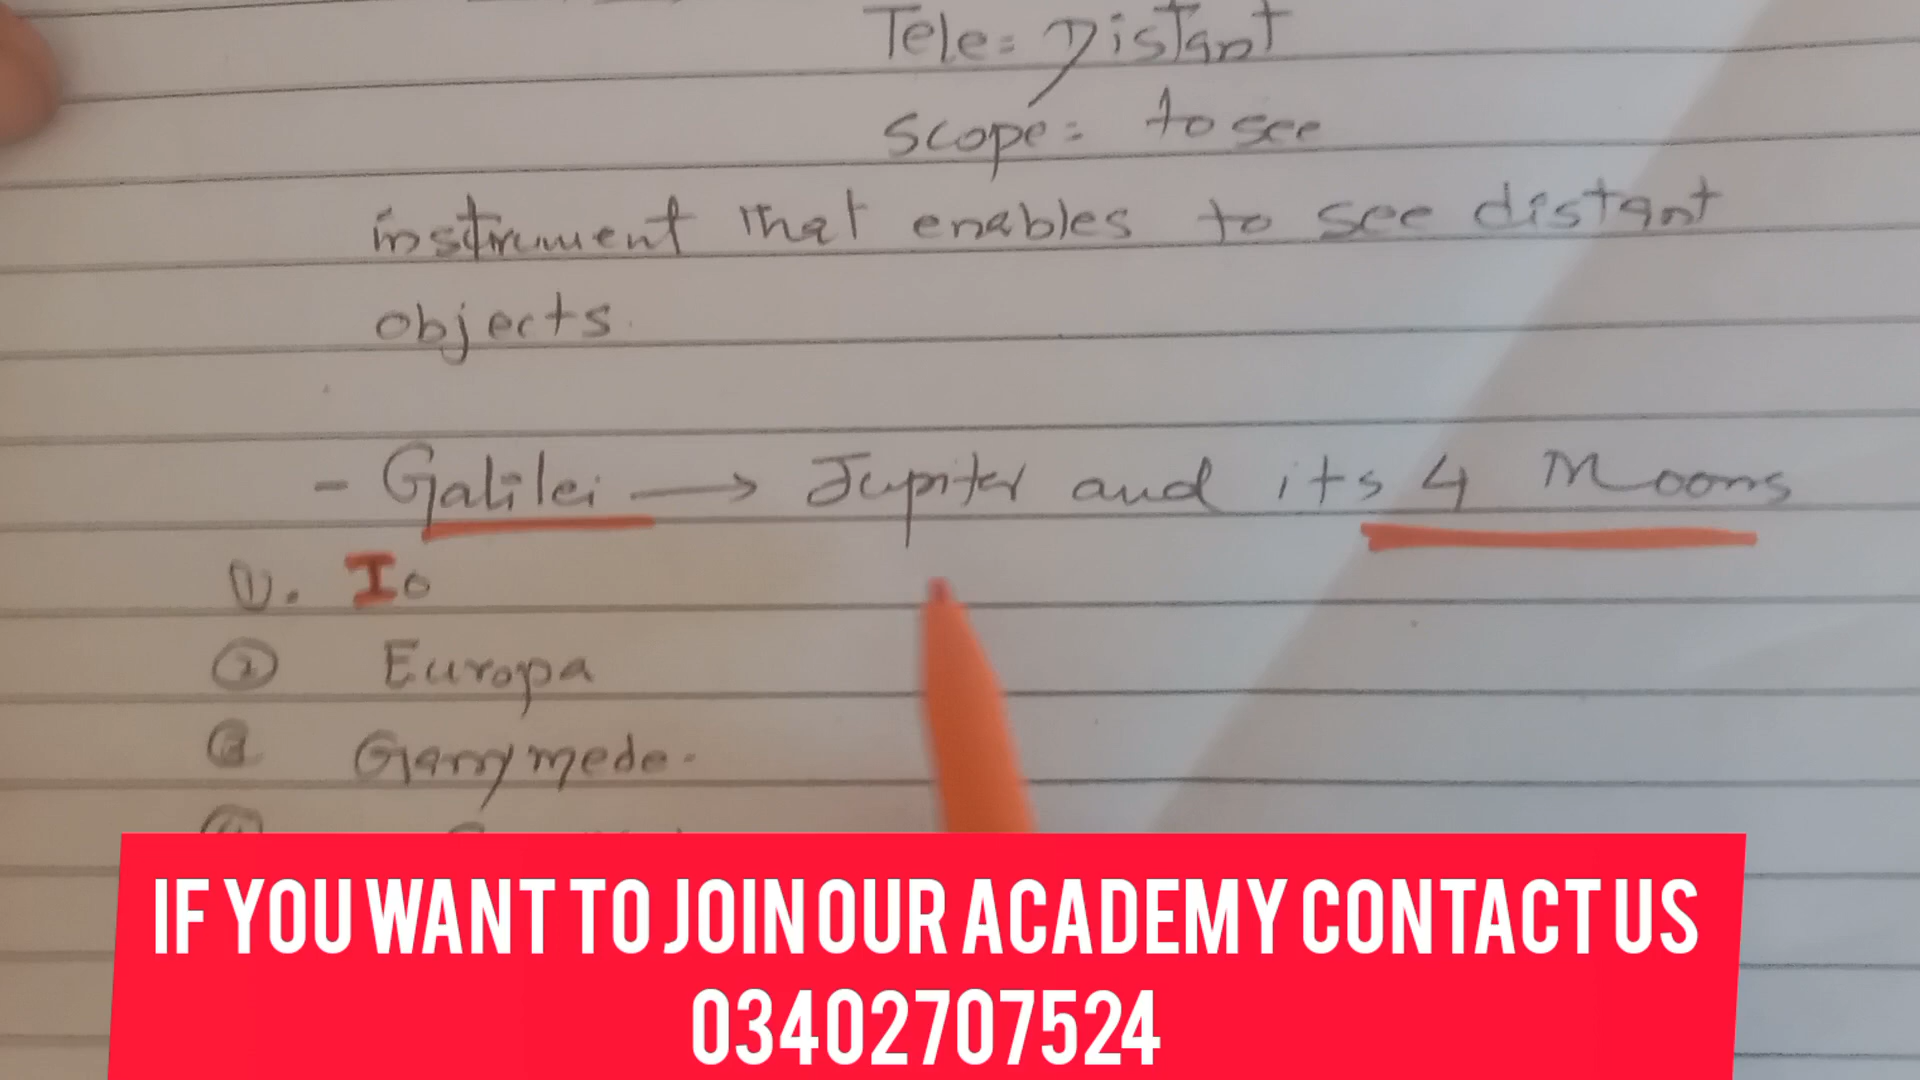 Tele = Distant
Scope = to see
instrument that enables to see distant
objects.
- Galilei → Jupiter and its 4 Moons
①. Io
② Europa
③ Ganymede.
④
IF YOU WANT TO JOIN OUR ACADEMY CONTACT US
03402707524